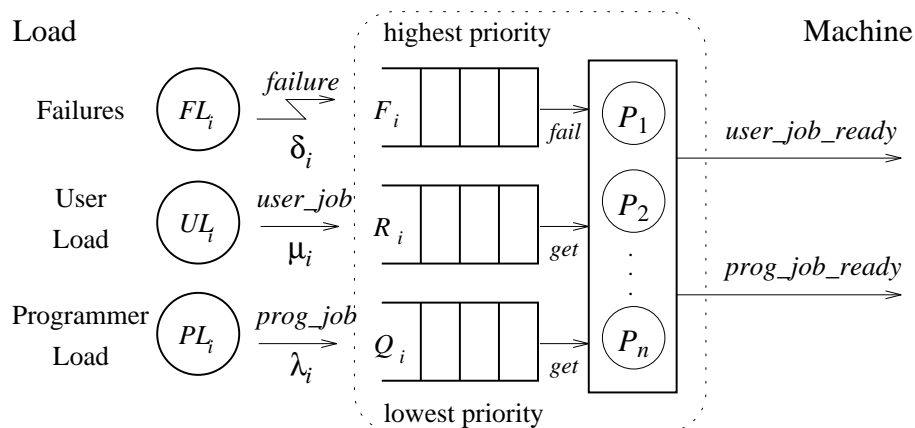 Load
highest priority
Machine
Failures
FL_i
failure
δ_i
F_i
fail
P_1
user_job_ready
User
Load
UL_i
user_job
μ_i
R_i
get
P_2
prog_job_ready
Programmer
Load
PL_i
prog_job
λ_i
Q_i
get
P_n
lowest priority